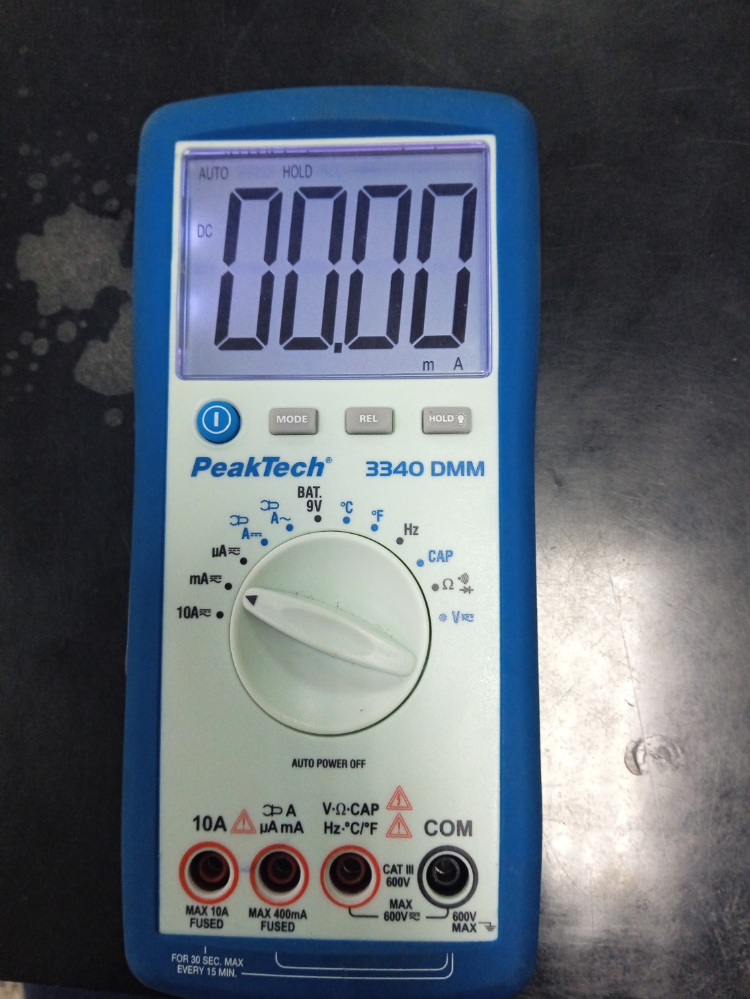 AUTO HOLD
DC
00.00
m A
MODE REL HOLD
PeakTech® 3340 DMM
BAT.
9V
°C
°F
A~
A⎓
Hz
µA
CAP
mA
Ω
10A
V
AUTO POWER OFF
10A
A
µA mA
V·Ω·CAP
Hz·°C/°F
COM
CAT III
600V
MAX 10A
FUSED
MAX 400mA
FUSED
MAX
600V
600V
MAX
FOR 30 SEC. MAX
EVERY 15 MIN.